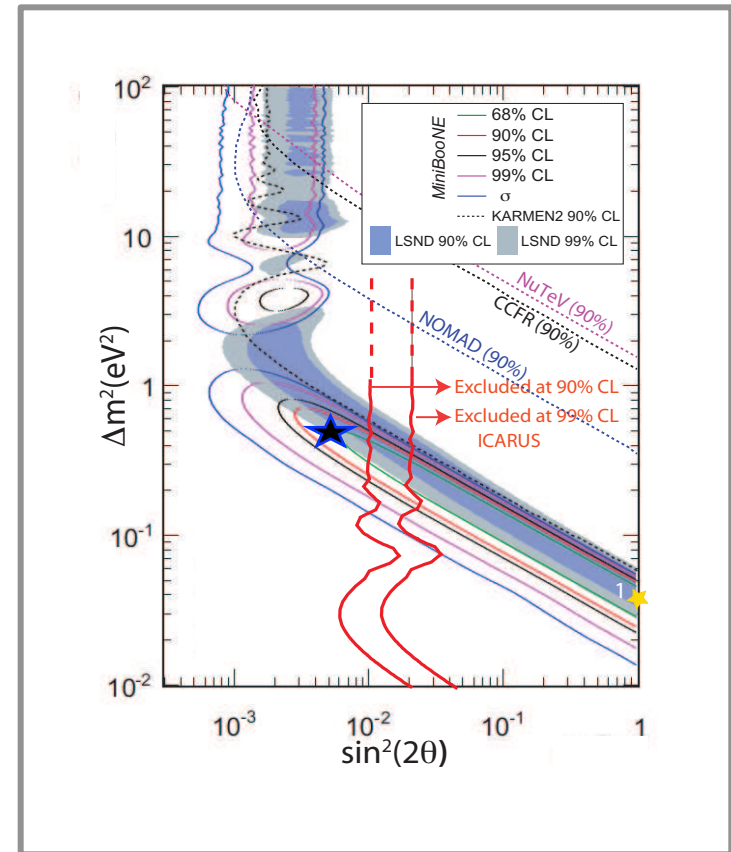 10²
10
1
10⁻¹
10⁻²
Δm²(eV²)
MiniBooNE
68% CL
90% CL
95% CL
99% CL
σ
KARMEN2 90% CL
LSND 90% CL
LSND 99% CL
NuTeV (90%)
CCFR (90%)
NOMAD (90%)
Excluded at 90% CL
Excluded at 99% CL
ICARUS
1
10⁻³
10⁻²
10⁻¹
1
sin²(2θ)